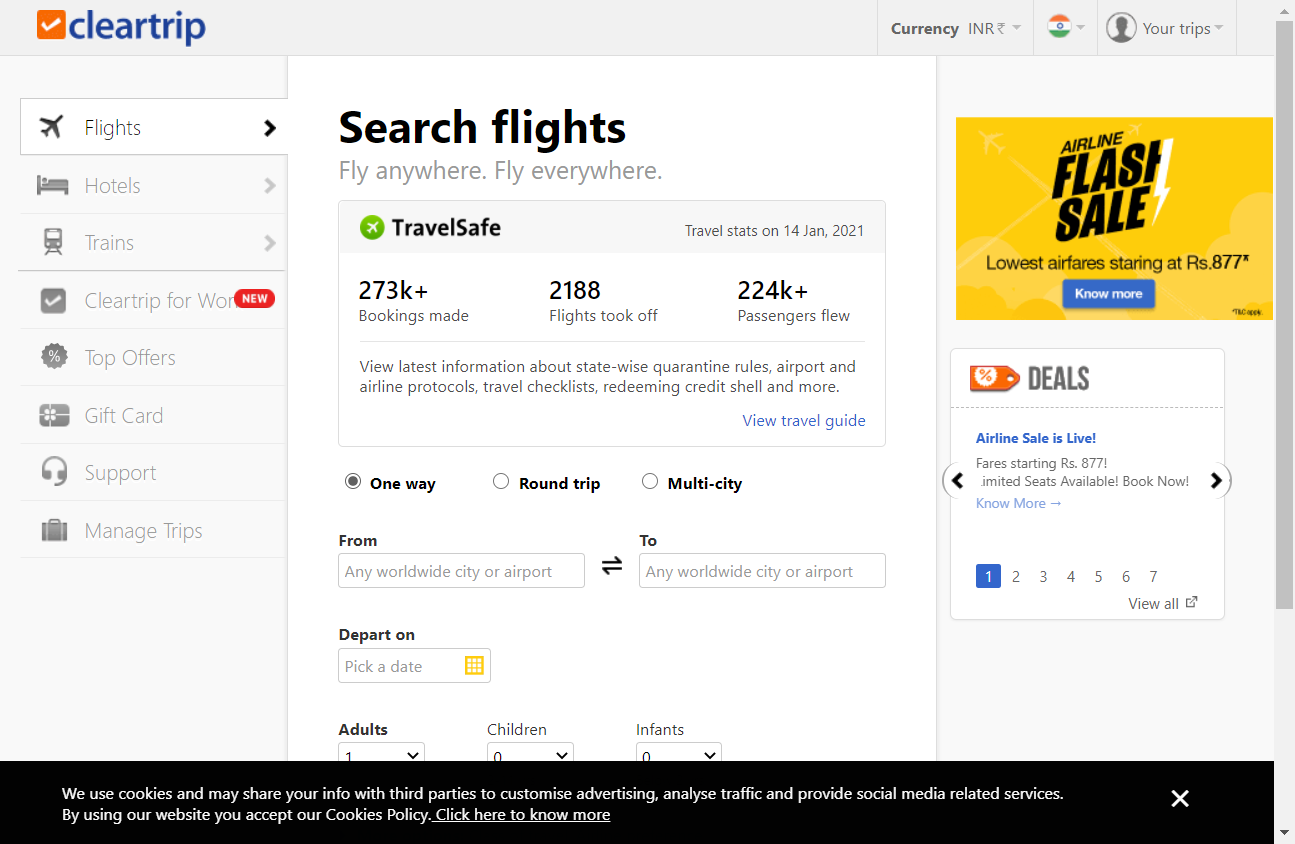 cleartrip
Currency INR₹
Your trips
Flights
Hotels
Trains
Cleartrip for Wor
NEW
Top Offers
Gift Card
Support
Manage Trips
Search flights
Fly anywhere. Fly everywhere.
TravelSafe
Travel stats on 14 Jan, 2021
273k+ 2188 224k+
Bookings made Flights took off Passengers flew
View latest information about state-wise quarantine rules, airport and
airline protocols, travel checklists, redeeming credit shell and more.
View travel guide
One way Round trip Multi-city
From To
Any worldwide city or airport Any worldwide city or airport
Depart on
Pick a date
Adults Children Infants
1 0 0
AIRLINE
FLASH
SALE
Lowest airfares staring at Rs.877*
Know more
*T&C apply.
% DEALS
Airline Sale is Live!
Fares starting Rs. 877!
imited Seats Available! Book Now!
Know More →
1 2 3 4 5 6 7
View all
We use cookies and may share your info with third parties to customise advertising, analyse traffic and provide social media related services.
By using our website you accept our Cookies Policy. Click here to know more